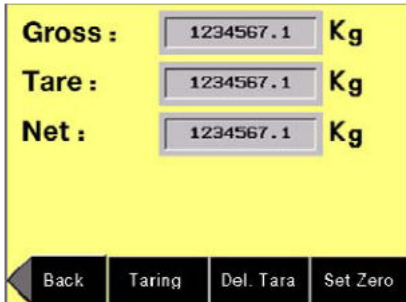 Gross : 1234567.1 Kg
Tare : 1234567.1 Kg
Net : 1234567.1 Kg
Back Taring Del. Tara Set Zero